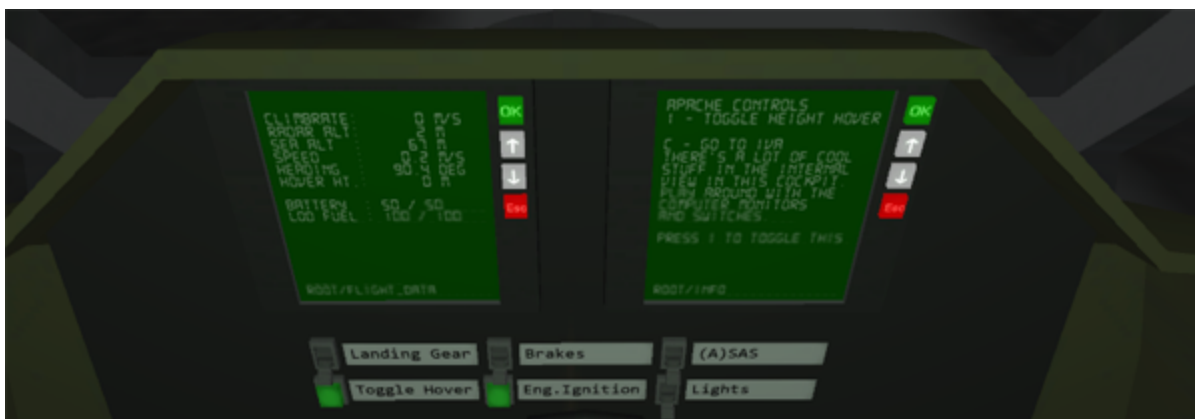 CLIMBRATE: 0 M/S
RADAR ALT: 2 M
SEA ALT : 67 M
SPEED : 0.2 M/S
HEADING: 90.4 DEG
HOVER HT.: 0 M
BATTERY : 50 / 50
LQD FUEL : 100 / 100
ROOT/FLIGHT_DATA
OK
↑
↓
Esc
APACHE CONTROLS
1 - TOGGLE HEIGHT HOVER
C - GO TO IVA
THERE'S A LOT OF COOL
STUFF IN THE INTERNAL
VIEW IN THIS COCKPIT.
PLAY AROUND WITH THE
COMPUTER MONITORS
AND SWITCHES
PRESS 1 TO TOGGLE THIS
ROOT/INFO
OK
↑
↓
Esc
Landing Gear
Brakes
(A)SAS
Toggle Hover
Eng.Ignition
Lights